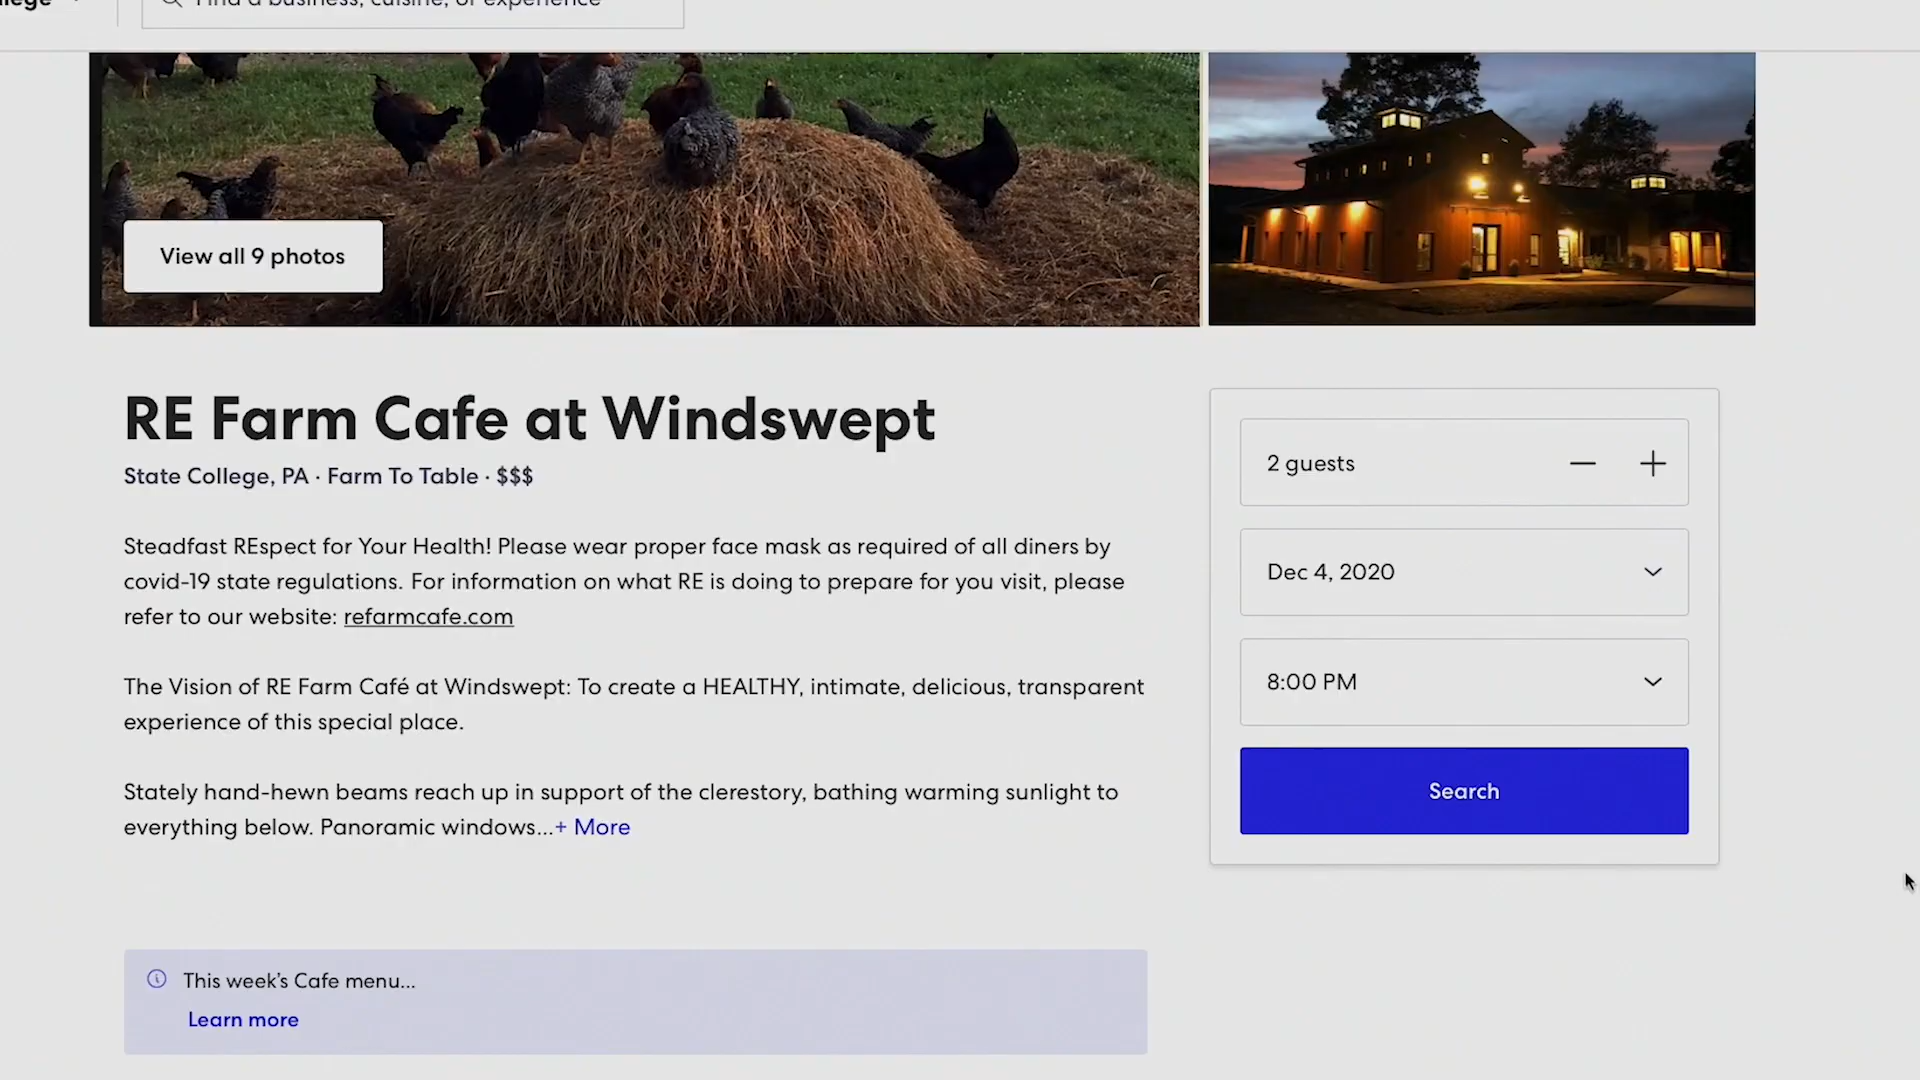 Find a business, cuisine, or experience
View all 9 photos
RE Farm Cafe at Windswept
State College, PA · Farm To Table · $$$
Steadfast REspect for Your Health! Please wear proper face mask as required of all diners by
covid-19 state regulations. For information on what RE is doing to prepare for you visit, please
refer to our website: refarmcafe.com
The Vision of RE Farm Café at Windswept: To create a HEALTHY, intimate, delicious, transparent
experience of this special place.
Stately hand-hewn beams reach up in support of the clerestory, bathing warming sunlight to
everything below. Panoramic windows...+ More
2 guests
Dec 4, 2020
8:00 PM
Search
This week's Cafe menu...
Learn more